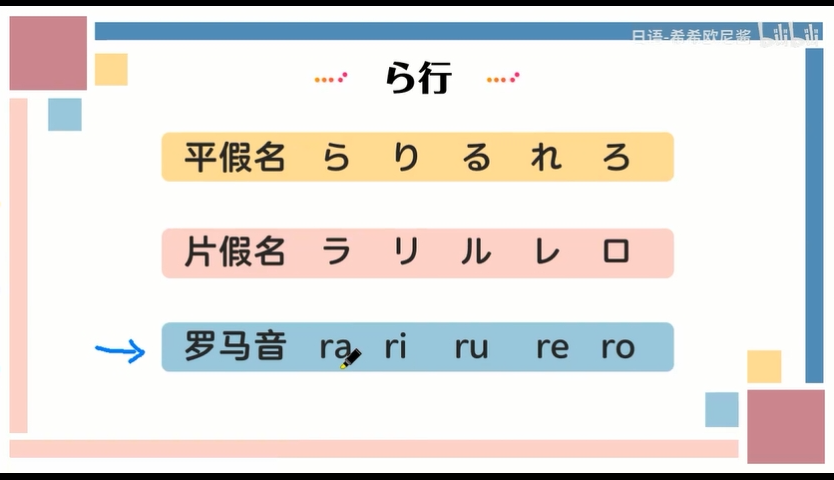 日语-希希欧尼酱 bilibili
ら行
平假名 ら り る れ ろ
片假名 ラ リ ル レ ロ
罗马音 ra ri ru re ro